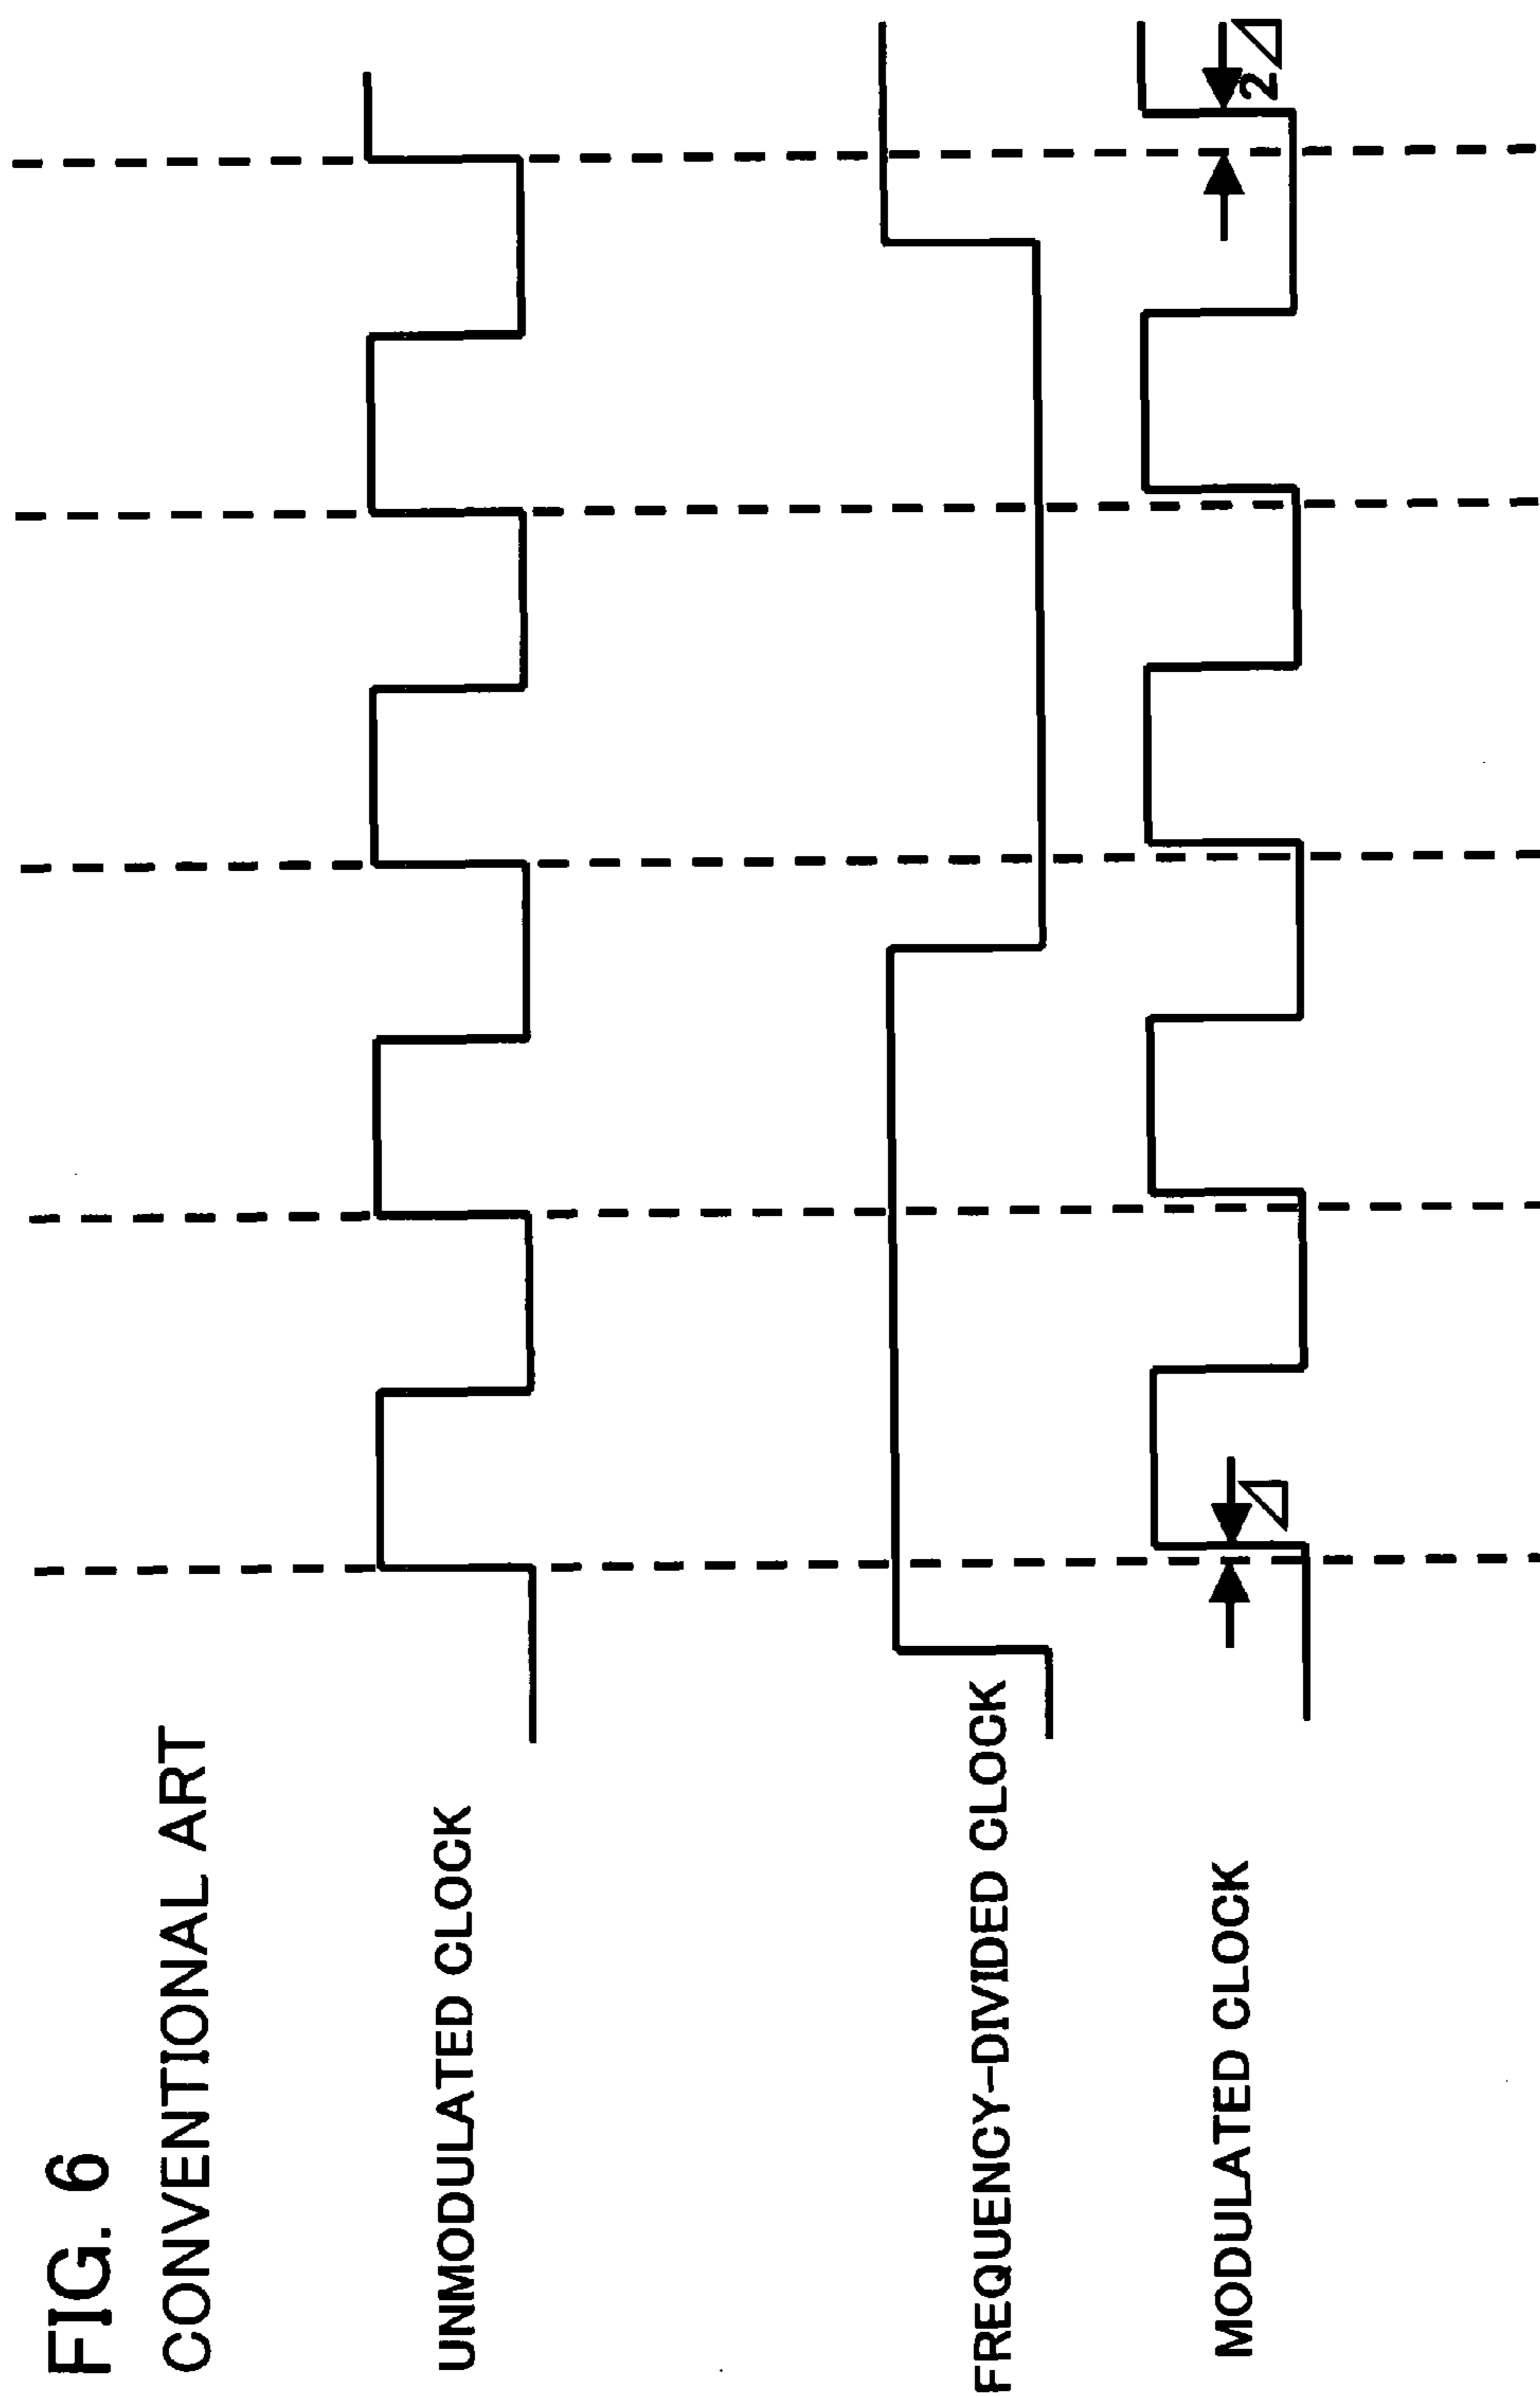 FIG. 6
CONVENTIONAL ART
UNMODULATED CLOCK
FREQUENCY-DIVIDED CLOCK
MODULATED CLOCK
Δ
2Δ